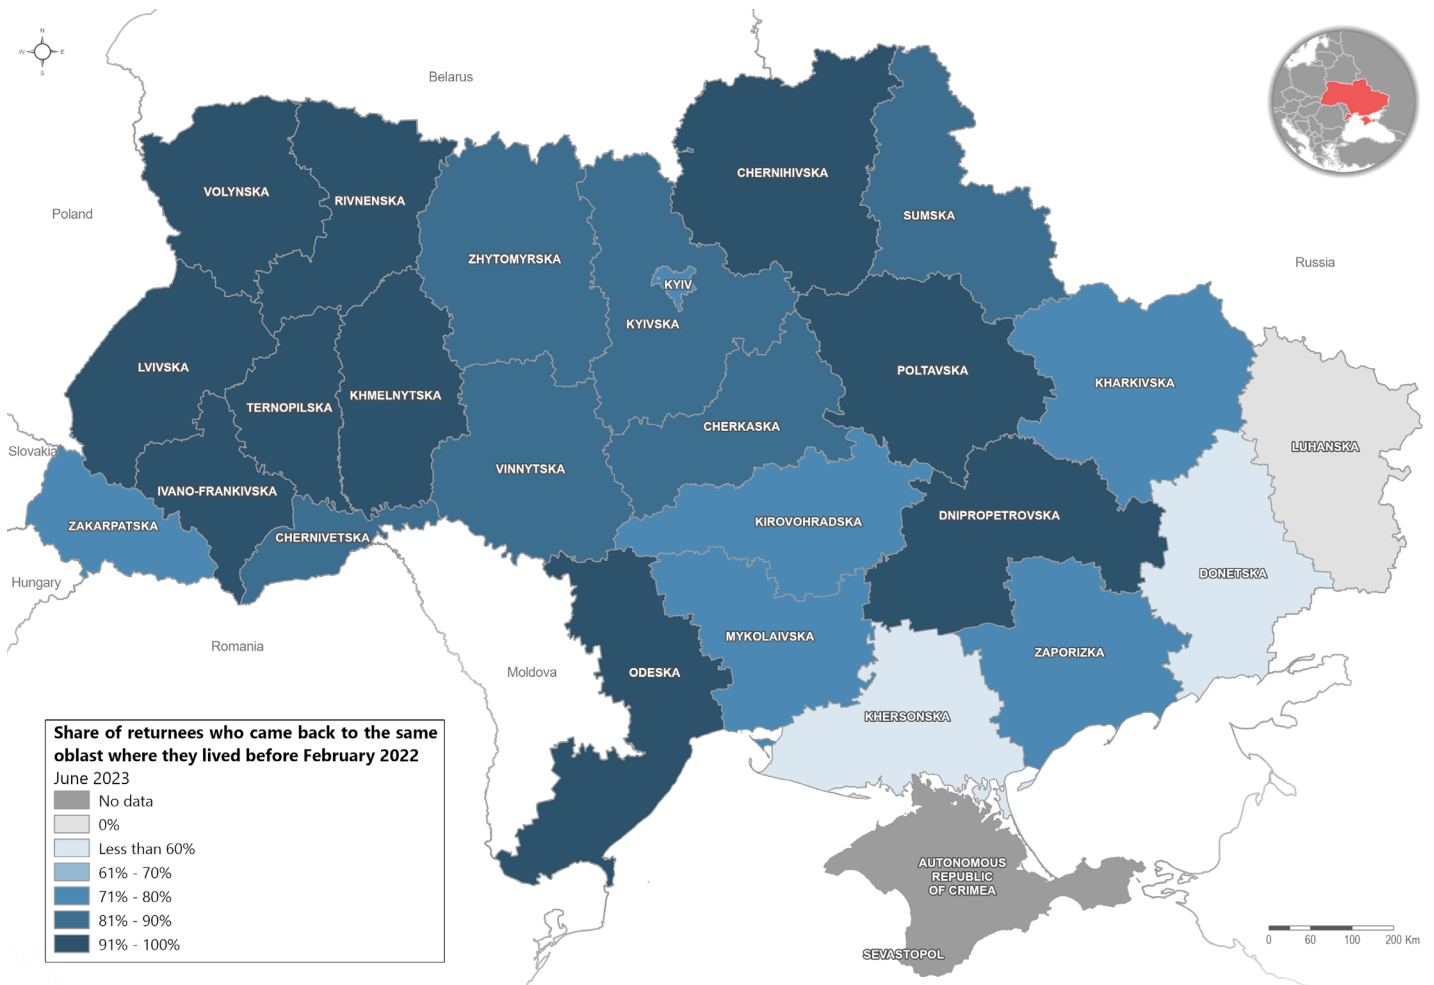 N
W E
S
Belarus
Poland
Russia
Slovakia
Hungary
Romania
Moldova
VOLYNSKA
RIVNENSKA
ZHYTOMYRSKA
KYIV
KYIVSKA
CHERNIHIVSKA
SUMSKA
LVIVSKA
TERNOPILSKA
KHMELNYTSKA
POLTAVSKA
KHARKIVSKA
CHERKASKA
LUHANSKA
VINNYTSKA
IVANO-FRANKIVSKA
ZAKARPATSKA
CHERNIVETSKA
KIROVOHRADSKA
DNIPROPETROVSKA
DONETSKA
MYKOLAIVSKA
ZAPORIZKA
ODESKA
KHERSONSKA
AUTONOMOUS
REPUBLIC
OF CRIMEA
SEVASTOPOL
Share of returnees who came back to the same
oblast where they lived before February 2022
June 2023
No data
0%
Less than 60%
61% - 70%
71% - 80%
81% - 90%
91% - 100%
0 60 100 200 Km